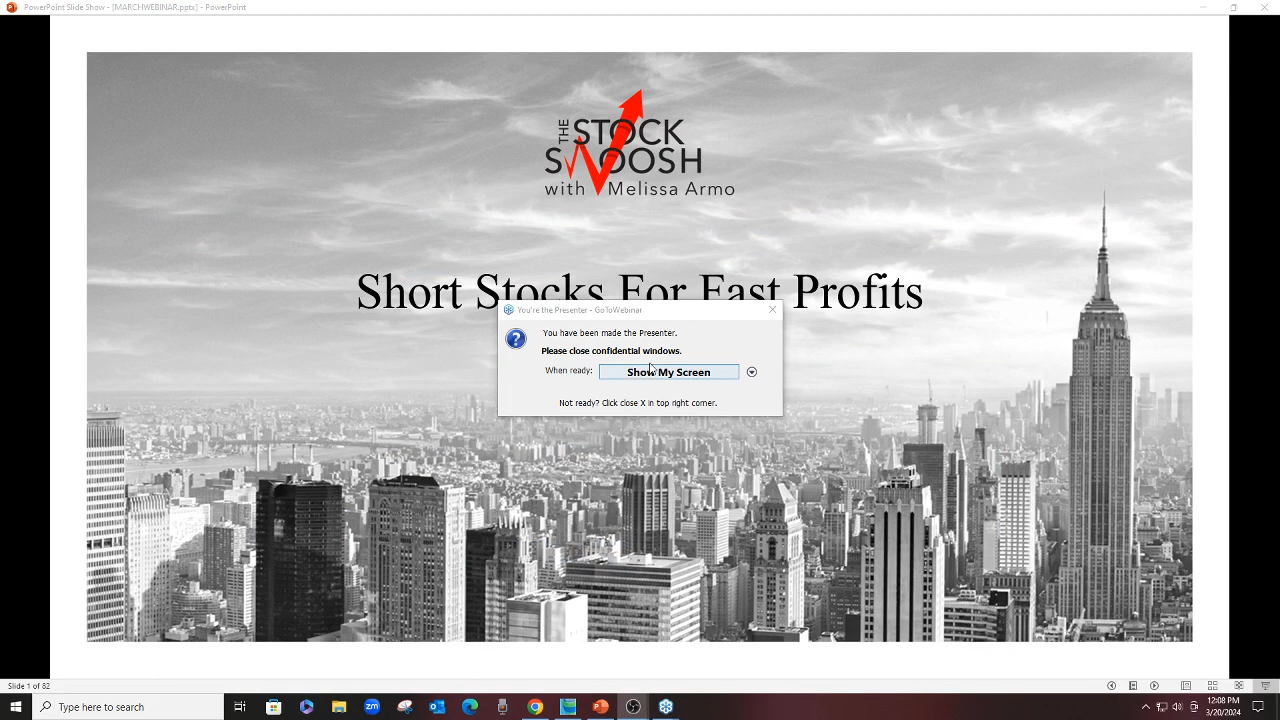 PowerPoint Slide Show - [MARCHWEBINAR.pptx] - PowerPoint
THE STOCK
SWOOSH
with Melissa Armo
Short Stocks For Fast Profits
You're the Presenter - GoToWebinar
You have been made the Presenter.
Please close confidential windows.
When ready: Show My Screen
Not ready? Click close X in top right corner.
Slide 1 of 82
Type here to search
12:08 PM
3/20/2024